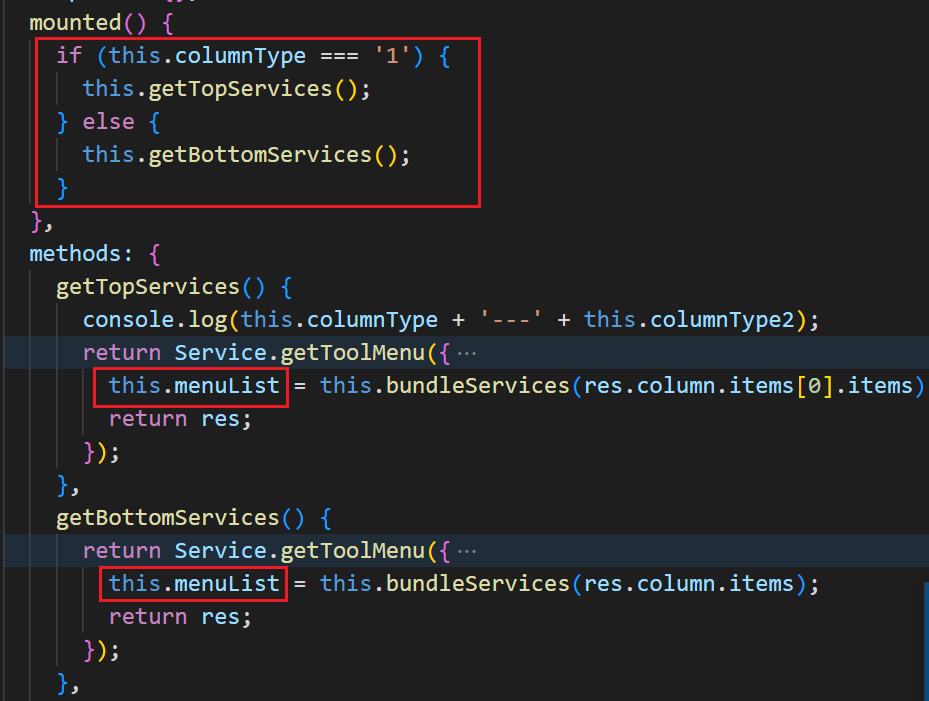 mounted() {
if (this.columnType === '1') {
this.getTopServices();
} else {
this.getBottomServices();
}
},
methods: {
getTopServices() {
console.log(this.columnType + '---' + this.columnType2);
return Service.getToolMenu({ ···
this.menuList = this.bundleServices(res.column.items[0].items)
return res;
});
},
getBottomServices() {
return Service.getToolMenu({ ···
this.menuList = this.bundleServices(res.column.items);
return res;
});
},